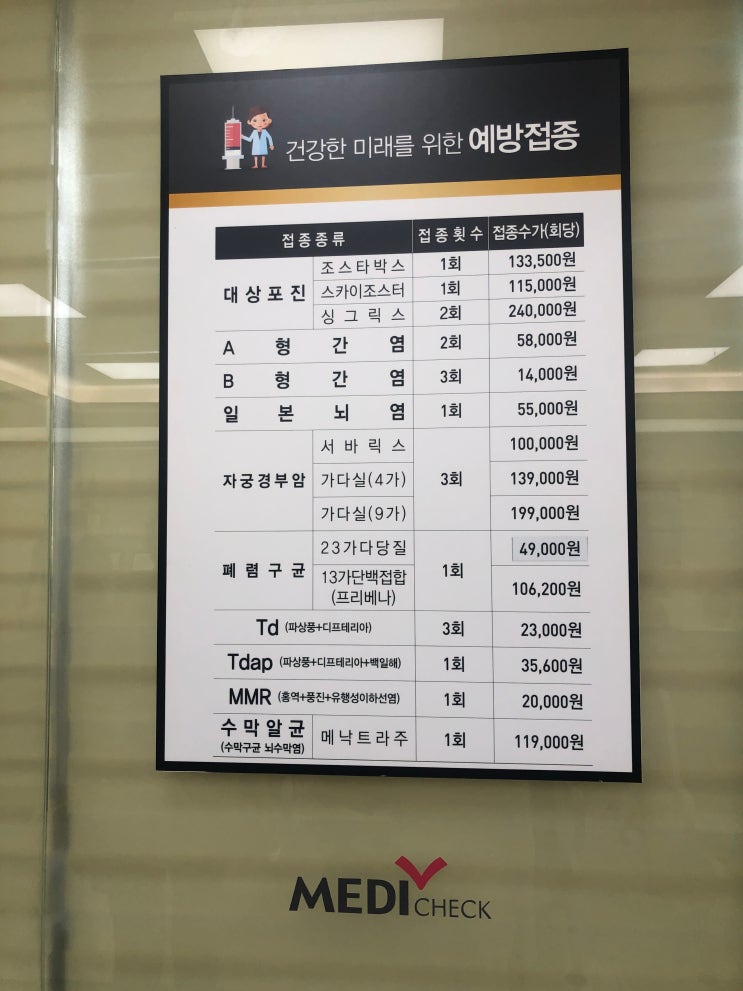 건강한 미래를 위한 예방접종
접종종류 접종횟수 접종수가(회당)
대상포진 조스타박스 1회 133,500원
스카이조스터 1회 115,000원
싱그릭스 2회 240,000원
A형간염 2회 58,000원
B형간염 3회 14,000원
일본뇌염 1회 55,000원
자궁경부암 서바릭스 3회 100,000원
가다실(4가) 139,000원
가다실(9가) 199,000원
폐렴구균 23가다당질 1회 49,000원
13가단백접합
(프리베나) 106,200원
Td (파상풍+디프테리아) 3회 23,000원
Tdap (파상풍+디프테리아+백일해) 1회 35,600원
MMR (홍역+풍진+유행성이하선염) 1회 20,000원
수막알균 메낙트라주 1회 119,000원
(수막구균 뇌수막염)
MEDI CHECK